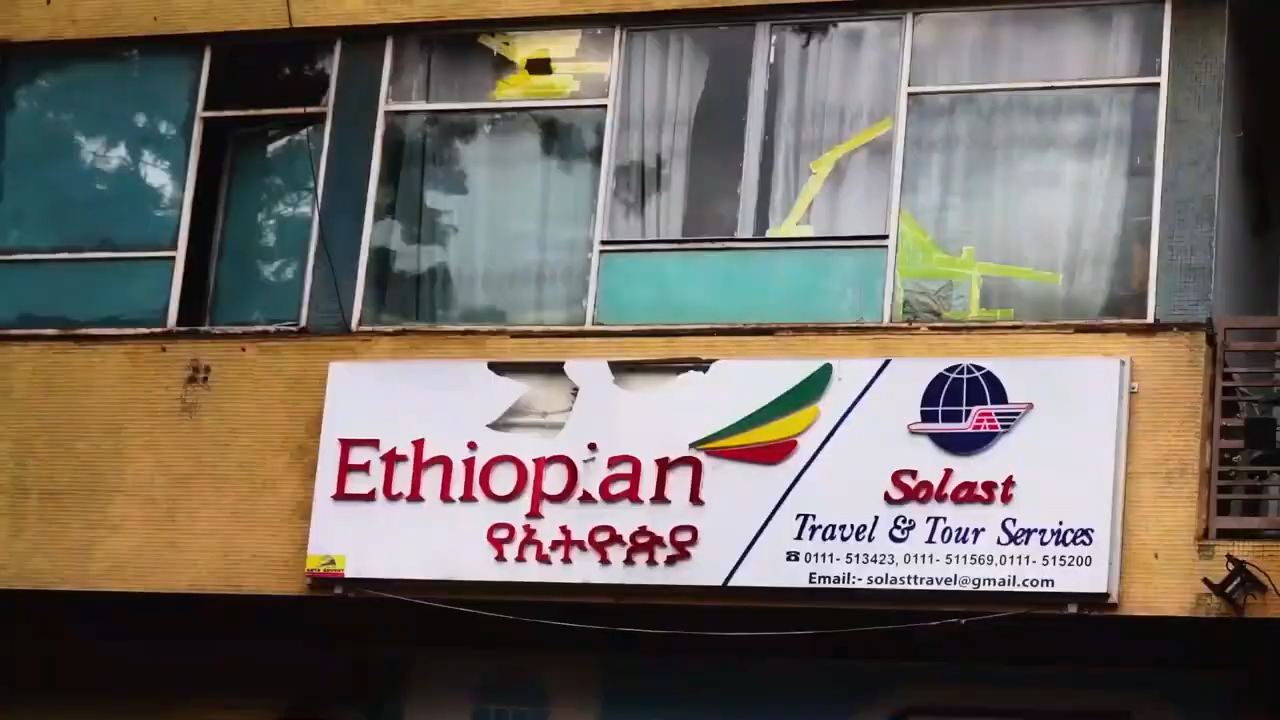 Ethiopian
የኢትዮጵያ
Solast
Travel & Tour Services
☎ 0111- 513423, 0111- 511569,0111- 515200
Email:- solasttravel@gmail.com